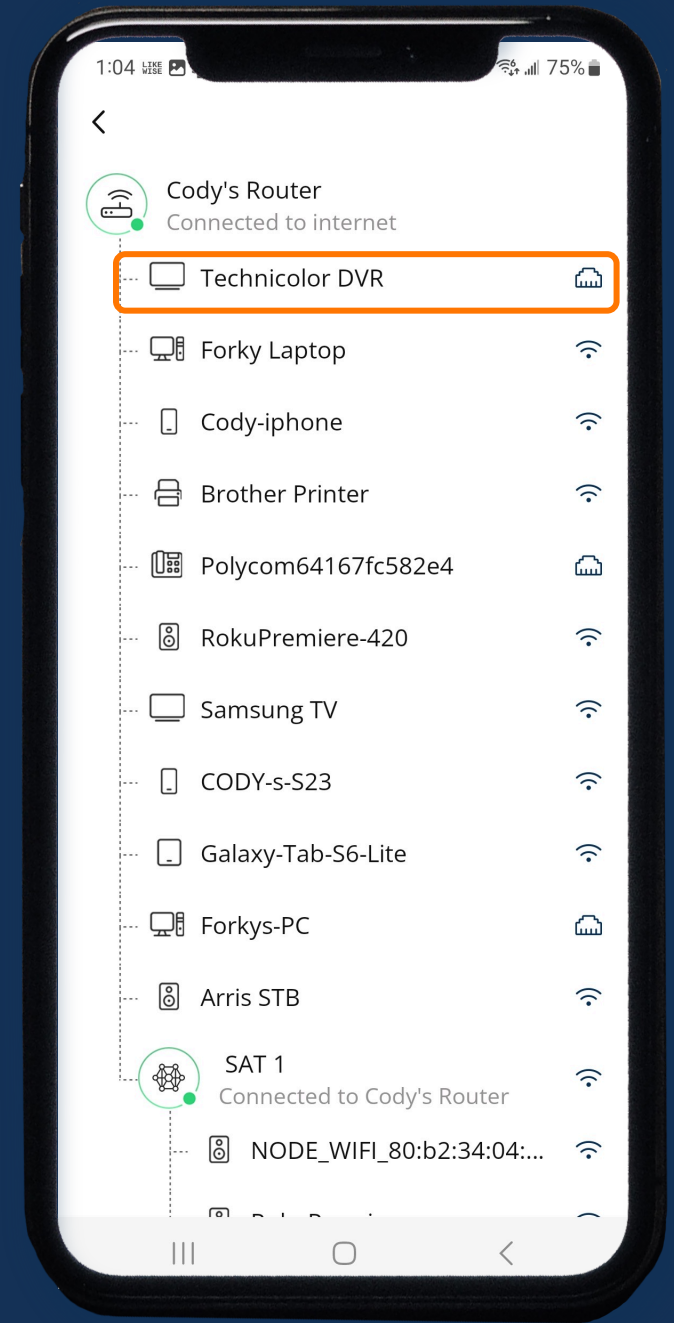 1:04 LIKE WISE 75%
Cody's Router
Connected to internet
Technicolor DVR
Forky Laptop
Cody-iphone
Brother Printer
Polycom64167fc582e4
RokuPremiere-420
Samsung TV
CODY-s-S23
Galaxy-Tab-S6-Lite
Forkys-PC
Arris STB
SAT 1
Connected to Cody's Router
NODE_WIFI_80:b2:34:04:...